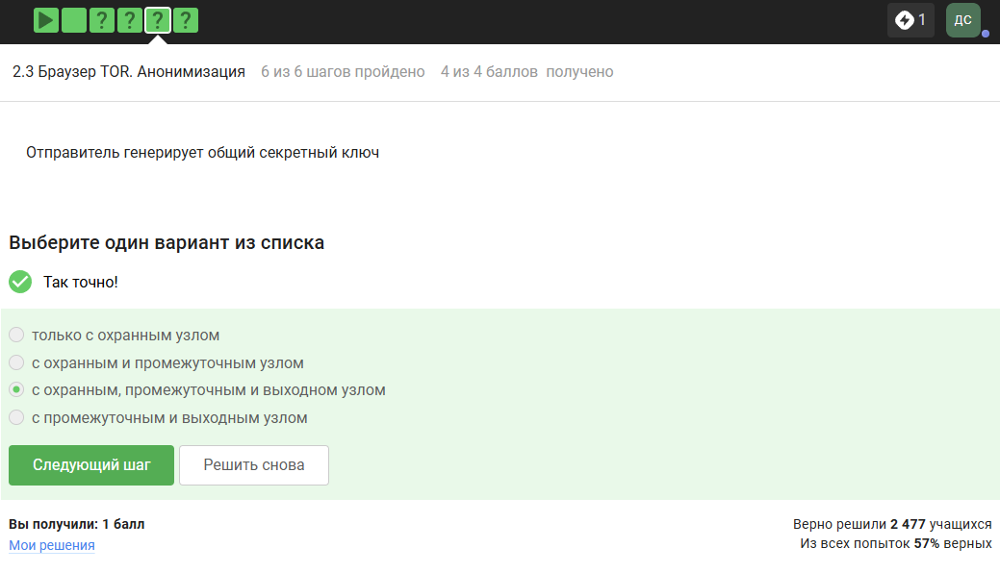 ? ? ? ?
1
ДС
2.3 Браузер TOR. Анонимизация 6 из 6 шагов пройдено 4 из 4 баллов получено
Отправитель генерирует общий секретный ключ
Выберите один вариант из списка
Так точно!
только с охранным узлом
с охранным и промежуточным узлом
с охранным, промежуточным и выходном узлом
с промежуточным и выходным узлом
Следующий шаг Решить снова
Вы получили: 1 балл
Верно решили 2 477 учащихся
Мои решения
Из всех попыток 57% верных